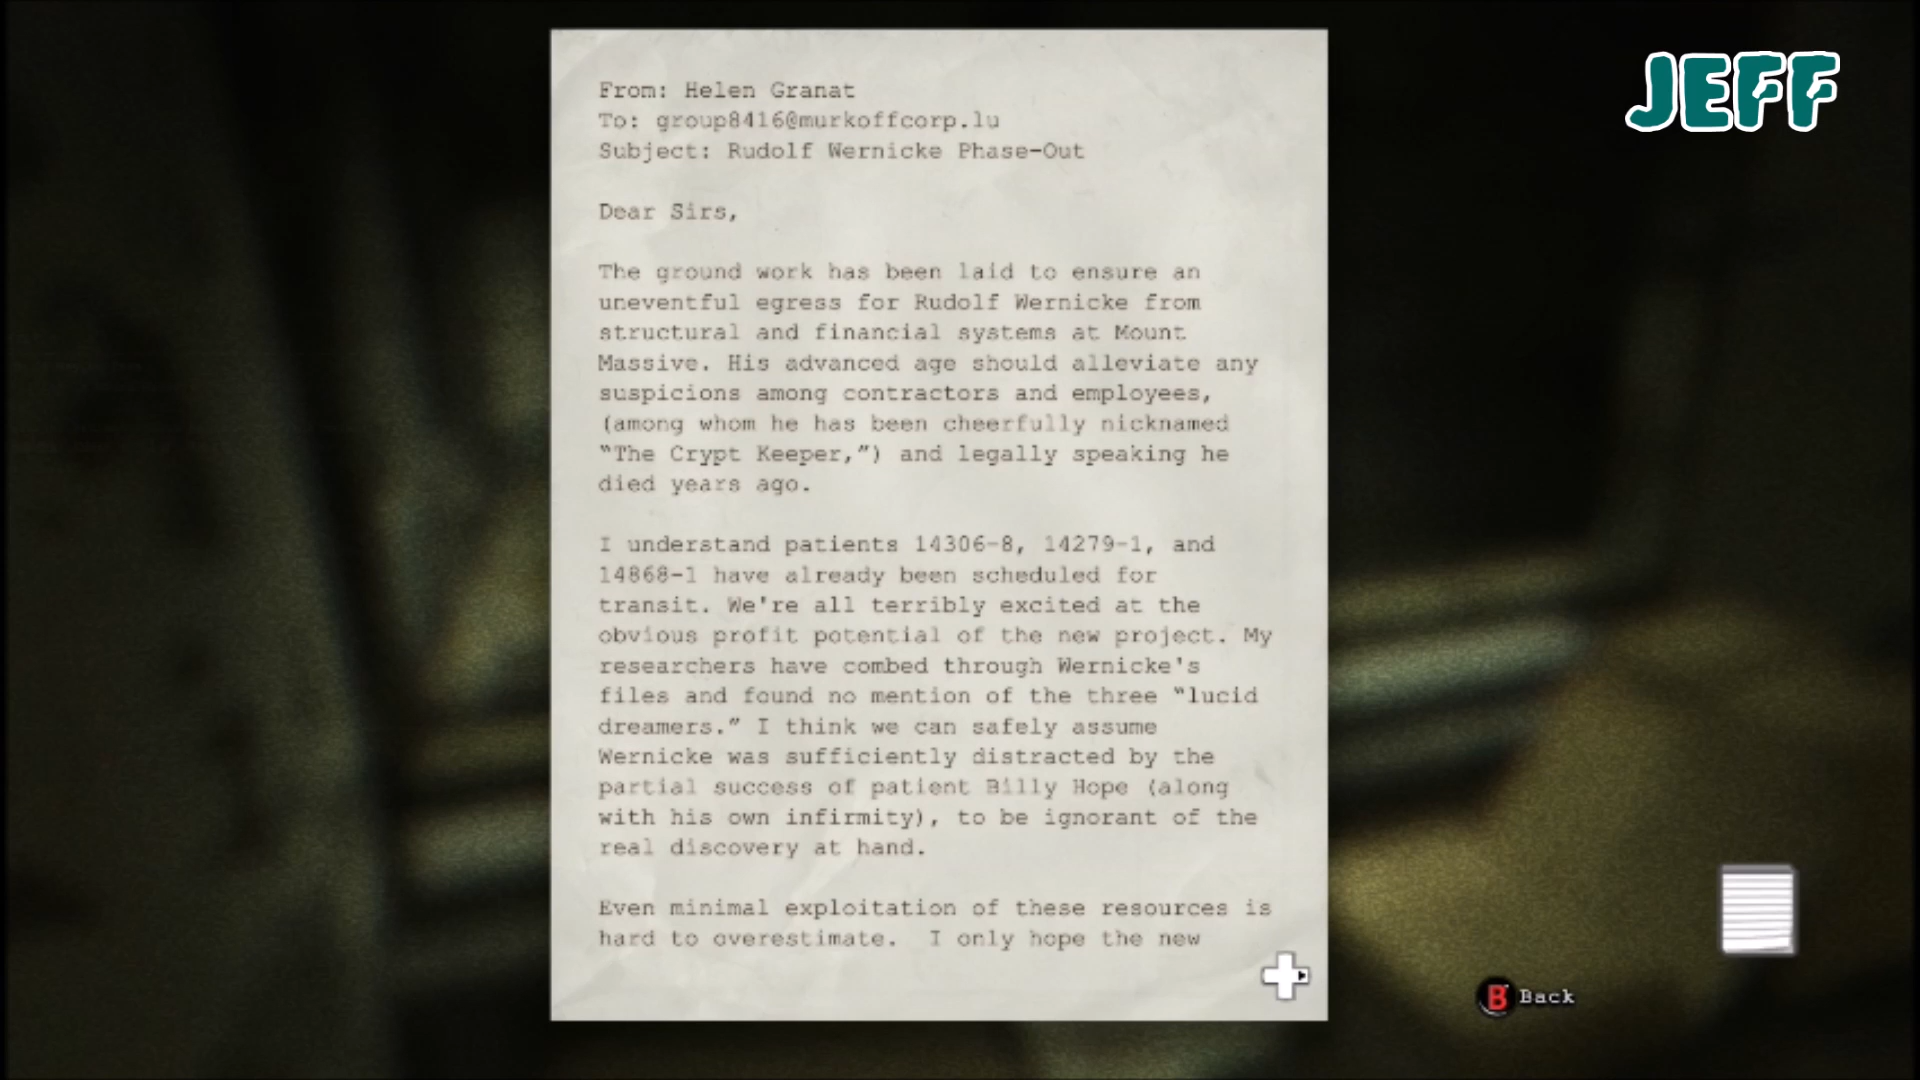 JEFF
From: Helen Granat
To: group8416@murkoffcorp.lu
Subject: Rudolf Wernicke Phase-Out
Dear Sirs,
The ground work has been laid to ensure an
uneventful egress for Rudolf Wernicke from
structural and financial systems at Mount
Massive. His advanced age should alleviate any
suspicions among contractors and employees,
(among whom he has been cheerfully nicknamed
"The Crypt Keeper,") and legally speaking he
died years ago.
I understand patients 14306-8, 14279-1, and
14868-1 have already been scheduled for
transit. We're all terribly excited at the
obvious profit potential of the new project. My
researchers have combed through Wernicke's
files and found no mention of the three "lucid
dreamers." I think we can safely assume
Wernicke was sufficiently distracted by the
partial success of patient Billy Hope (along
with his own infirmity), to be ignorant of the
real discovery at hand.
Even minimal exploitation of these resources is
hard to overestimate.  I only hope the new
B Back